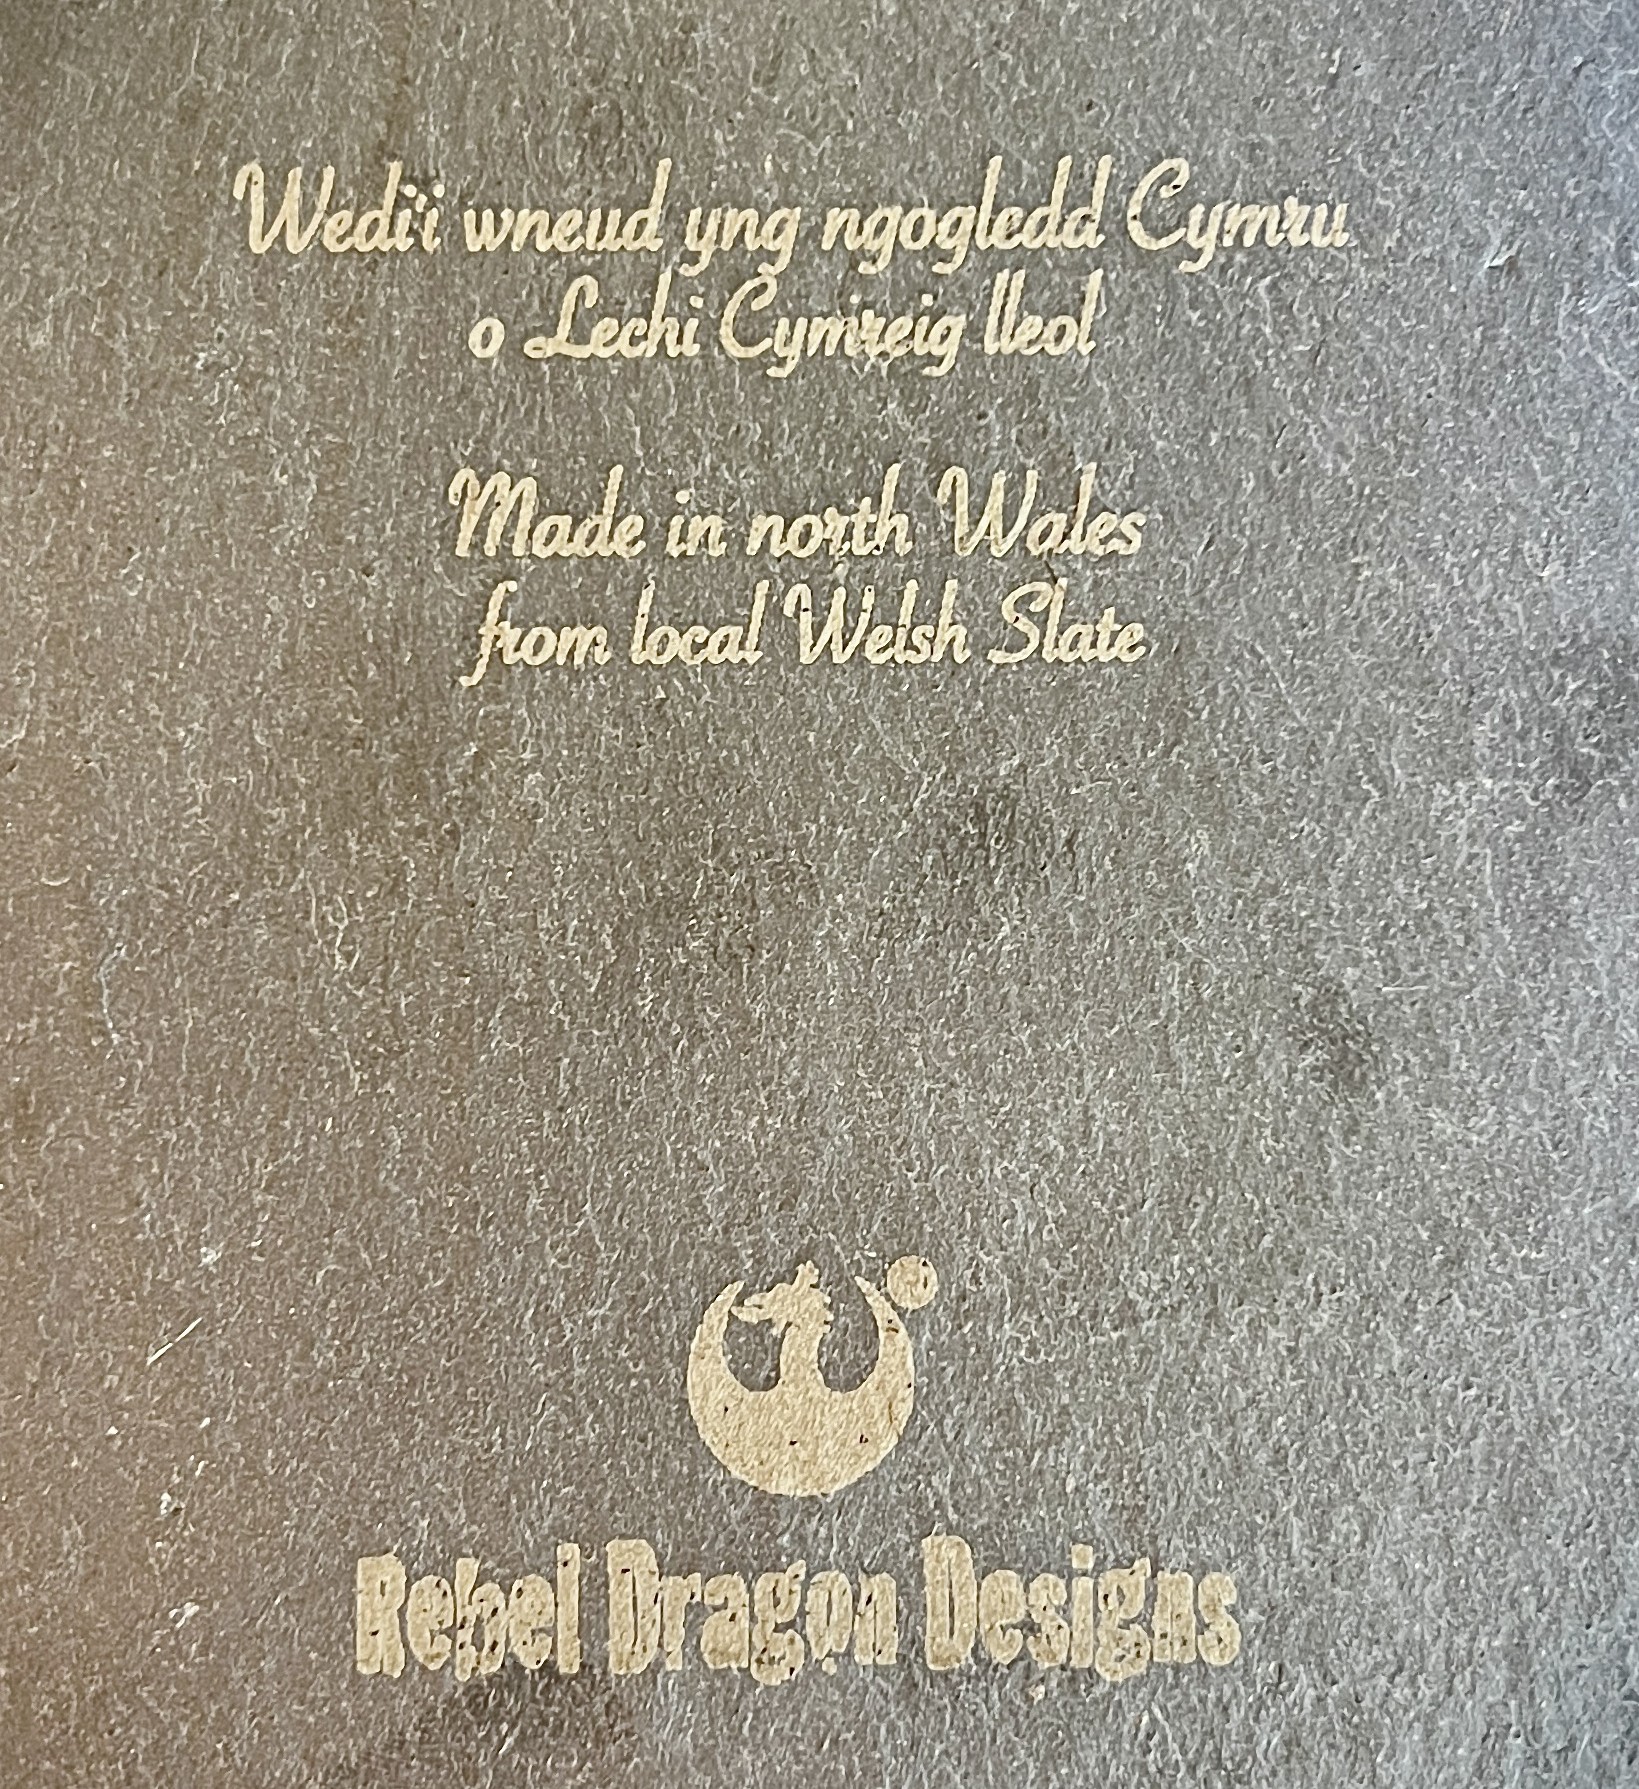 Wedi'i wneud yng ngogledd Cymru
o Lechi Cymreig lleol
Made in north Wales
from local Welsh Slate
Rebel Dragon Designs